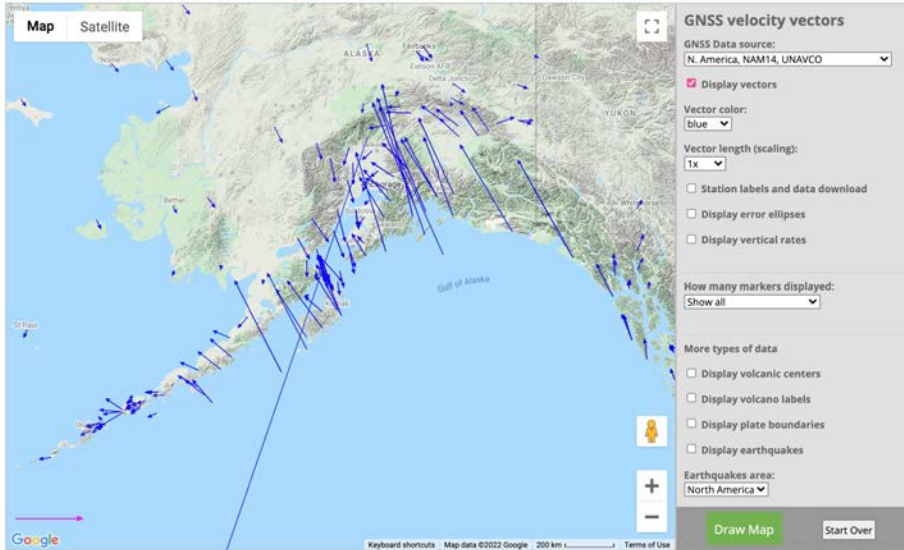 Map
Satellite
Nome
ALASKA
Fairbanks
Eielson AFB
Delta Junction
Dawson City
YUKON
Bethel
St Paul
Gulf of Alaska
Google
Keyboard shortcuts
Map data ©2022 Google
200 km
Terms of Use
GNSS velocity vectors
GNSS Data source:
N. America, NAM14, UNAVCO
Display vectors
Vector color:
blue
Vector length (scaling):
1x
Station labels and data download
Display error ellipses
Display vertical rates
How many markers displayed:
Show all
More types of data
Display volcanic centers
Display volcano labels
Display plate boundaries
Display earthquakes
Earthquakes area:
North America
Draw Map
Start Over